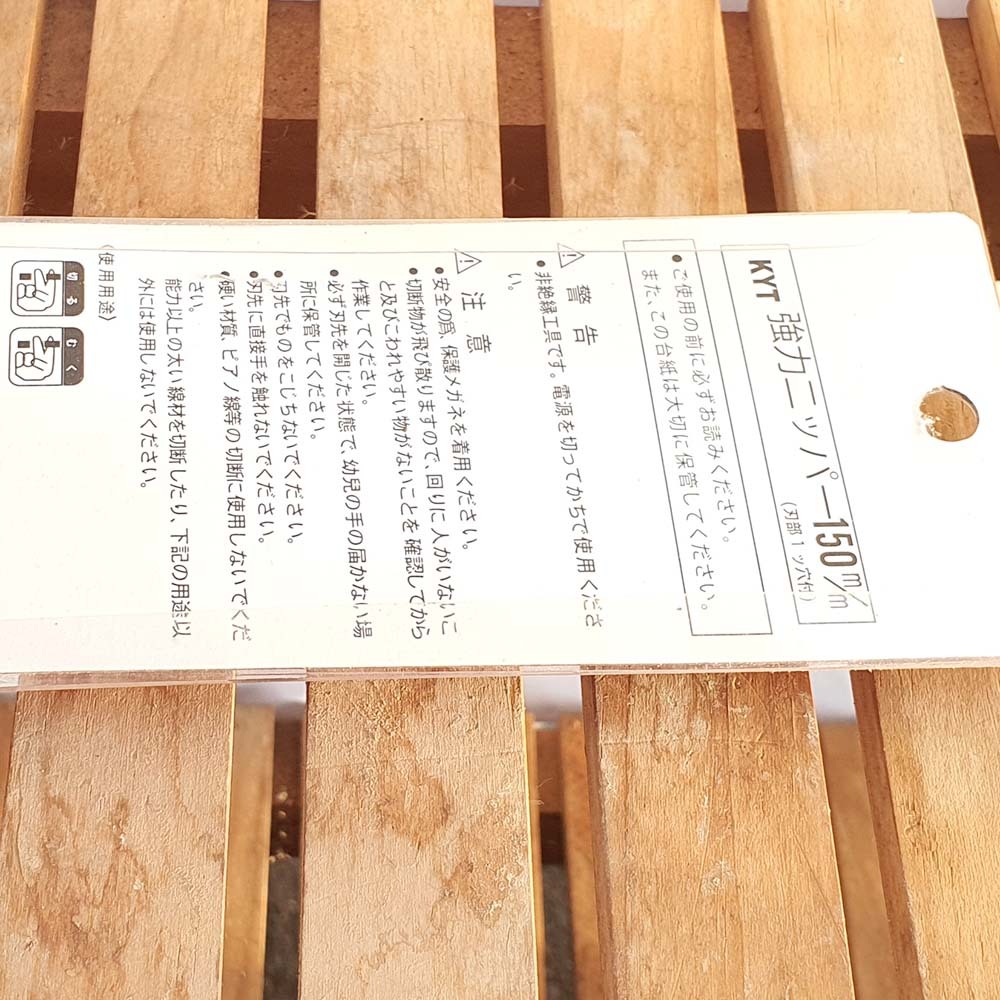 KYT 強力ニッパー150m/m
(刃部1ッ穴付)
●ご使用の前に必ずお読みください。
また、この台紙は大切に保管してください。
警告
●非絶縁工具です。電源を切ってからご使用くださ
い。
注意
●安全の爲、保護メガネを着用ください。
●切断物が飛び散りますので、回りに人がいないこ
と及びこわれやすい物がないことを確認してから
作業してください。
●必ず刃先を閉じた状態で、幼児の手の届かない場
所に保管してください。
●刃先でものをこじらないでください。
●刃先に直接手を触れないでください。
●硬い材質、ピアノ線等の切断に使用しないでくだ
さい。
能力以上の太い線材を切断したり、下記の用途以
外には使用しないでください。
(使用用途)
切る
むく